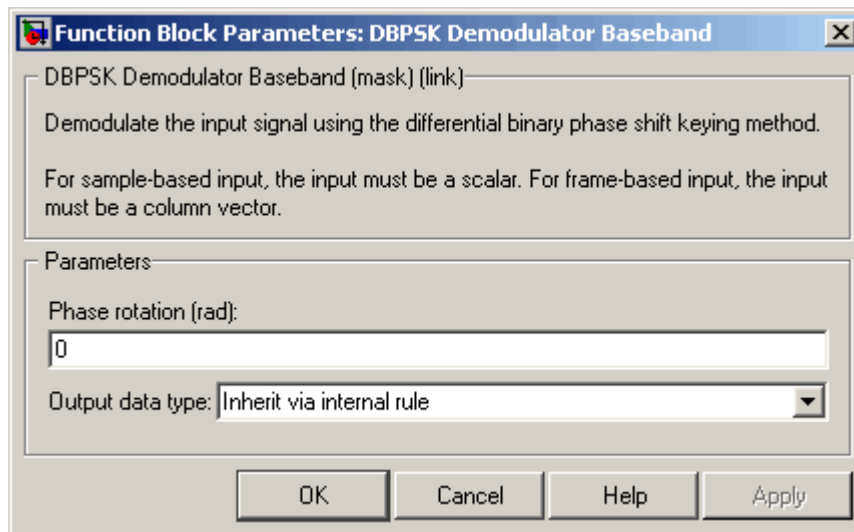 Function Block Parameters: DBPSK Demodulator Baseband
DBPSK Demodulator Baseband (mask) (link)
Demodulate the input signal using the differential binary phase shift keying method.
For sample-based input, the input must be a scalar. For frame-based input, the input
must be a column vector.
Parameters
Phase rotation (rad):
0
Output data type: Inherit via internal rule
OK Cancel Help Apply